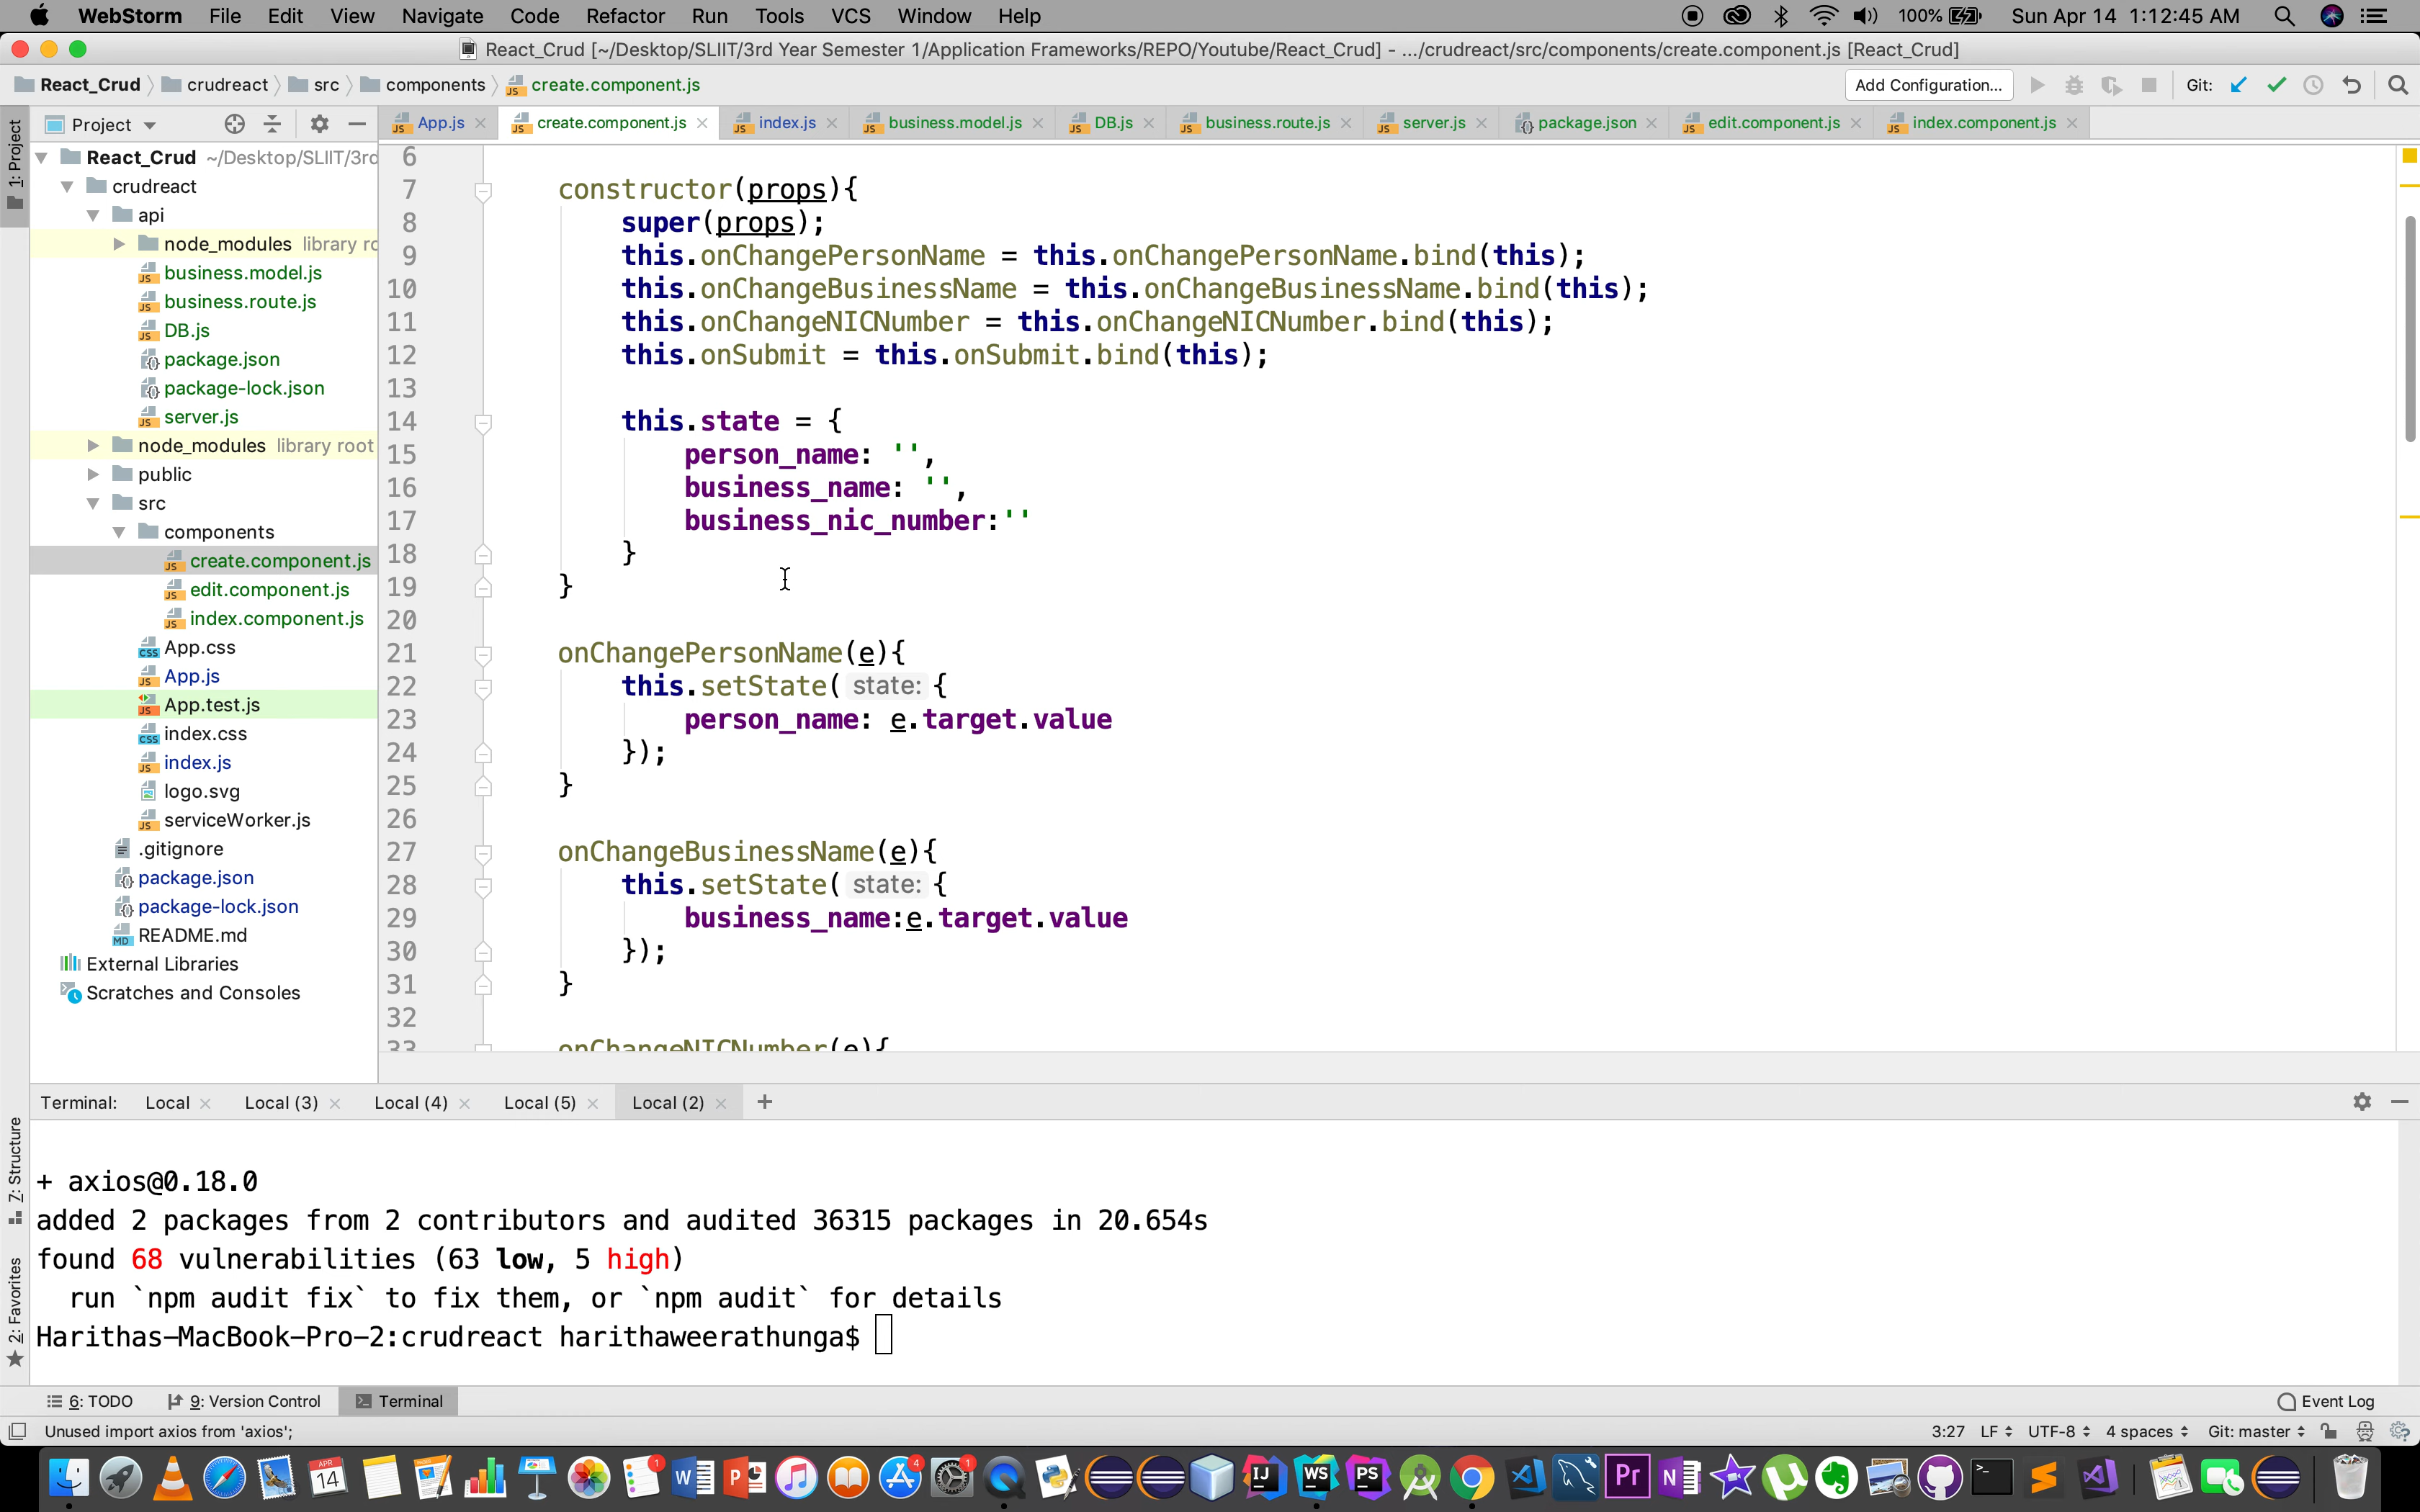 WebStorm File Edit View Navigate Code Refactor Run Tools VCS Window Help 100% Sun Apr 14 1:12:45 AM
React_Crud [~/Desktop/SLIIT/3rd Year Semester 1/Application Frameworks/REPO/Youtube/React_Crud] - .../crudreact/src/components/create.component.js [React_Crud]
React_Crud crudreact src components create.component.js Add Configuration... Git:
1: Project
Project
App.js create.component.js index.js business.model.js DB.js business.route.js server.js package.json edit.component.js index.component.js
React_Crud ~/Desktop/SLIIT/3rd
crudreact
api
node_modules library ro
business.model.js
business.route.js
DB.js
package.json
package-lock.json
server.js
node_modules library root
public
src
components
create.component.js
edit.component.js
index.component.js
App.css
App.js
App.test.js
index.css
index.js
logo.svg
serviceWorker.js
.gitignore
package.json
package-lock.json
README.md
External Libraries
Scratches and Consoles
6
7 constructor(props){
8 super(props);
9 this.onChangePersonName = this.onChangePersonName.bind(this);
10 this.onChangeBusinessName = this.onChangeBusinessName.bind(this);
11 this.onChangeNICNumber = this.onChangeNICNumber.bind(this);
12 this.onSubmit = this.onSubmit.bind(this);
13
14 this.state = {
15 person_name: '',
16 business_name: '',
17 business_nic_number:''
18 }
19 }
20
21 onChangePersonName(e){
22 this.setState( state: {
23 person_name: e.target.value
24 });
25 }
26
27 onChangeBusinessName(e){
28 this.setState( state: {
29 business_name:e.target.value
30 });
31 }
32
33 onChangeNICNumber(e){
Terminal: Local Local (3) Local (4) Local (5) Local (2) +
7: Structure
2: Favorites
+ axios@0.18.0
added 2 packages from 2 contributors and audited 36315 packages in 20.654s
found 68 vulnerabilities (63 low, 5 high)
run `npm audit fix` to fix them, or `npm audit` for details
Harithas-MacBook-Pro-2:crudreact harithaweerathunga$
6: TODO 9: Version Control Terminal Event Log
Unused import axios from 'axios'; 3:27 LF UTF-8 4 spaces Git: master
APR 14 1 W P 4 1 IJ WS PS Pr N